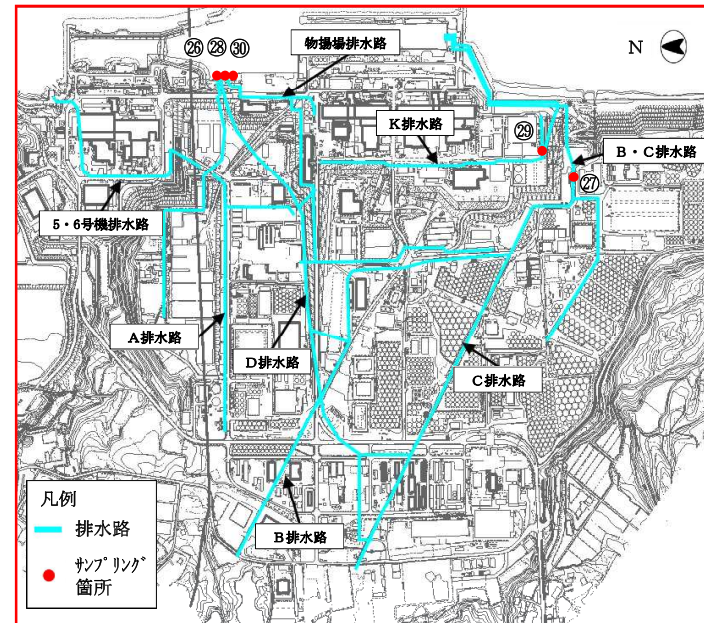 ㉖ ㉘ ㉚
物揚場排水路
N
K排水路
㉙
B・C排水路
㉗
5・6号機排水路
A排水路
D排水路
C排水路
B排水路
凡例
排水路
ｻﾝﾌﾟﾘﾝｸﾞ
箇所